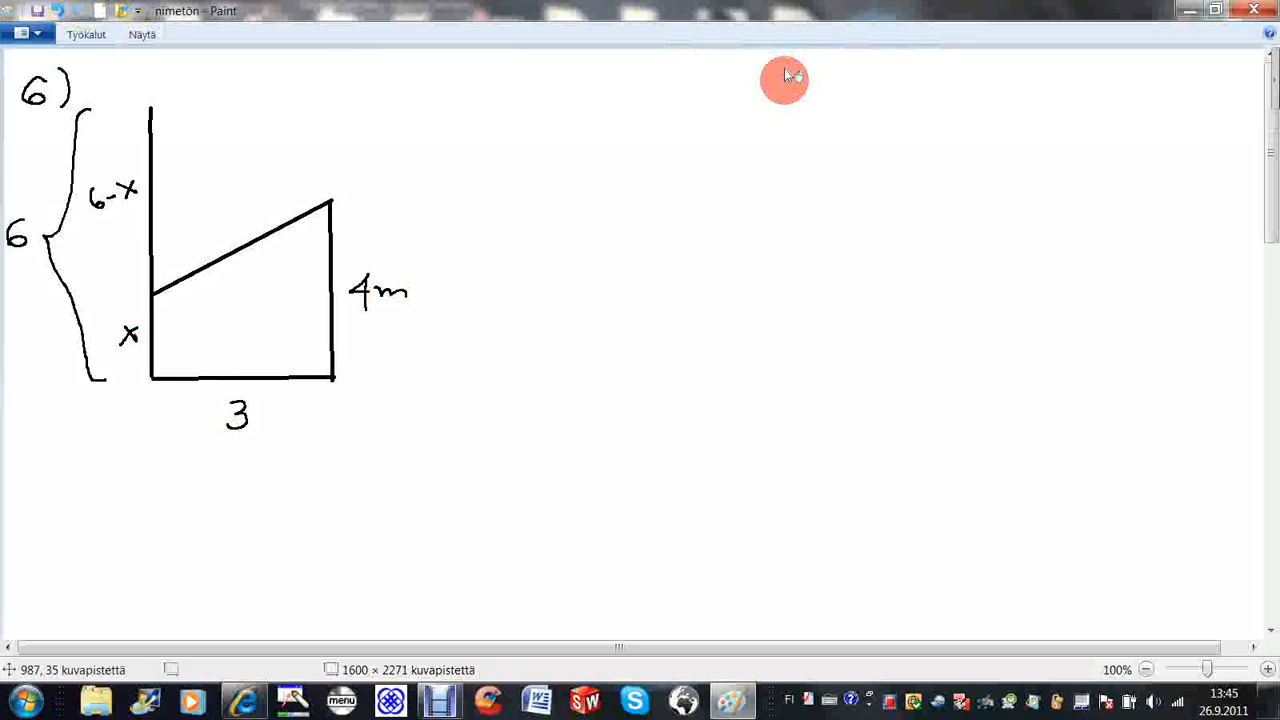 nimetön - Paint
Työkalut Näytä
6)
6-x
6
4m
x
3
987, 35 kuvapistettä
1600 × 2271 kuvapistettä
100%
menu
SW
FI
13:45
26.9.2011